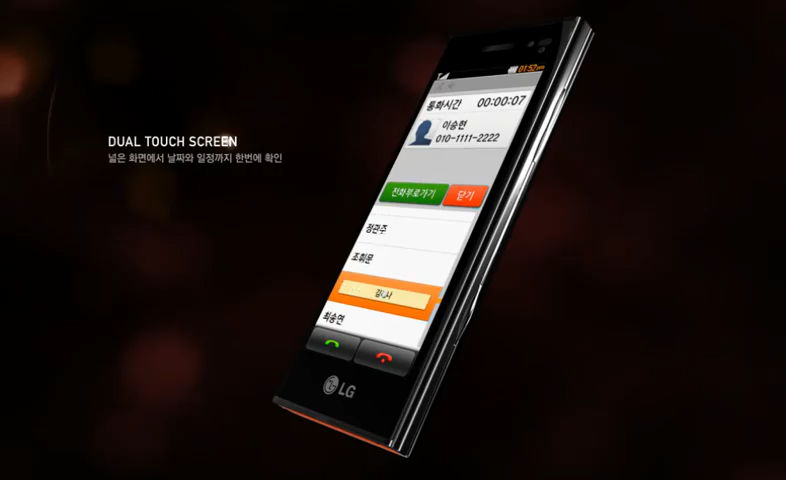 DUAL TOUCH SCREEN
넓은 화면에서 날짜와 일정까지 한번에 확인
01:52pm
통화시간 00:00:07
이승현
010-1111-2222
전화부로가기 닫기
정관주
조휘문
최승연
LG